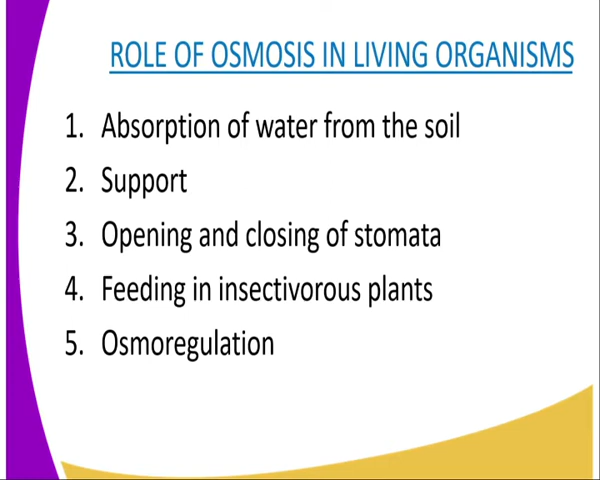 ROLE OF OSMOSIS IN LIVING ORGANISMS
1. Absorption of water from the soil
2. Support
3. Opening and closing of stomata
4. Feeding in insectivorous plants
5. Osmoregulation